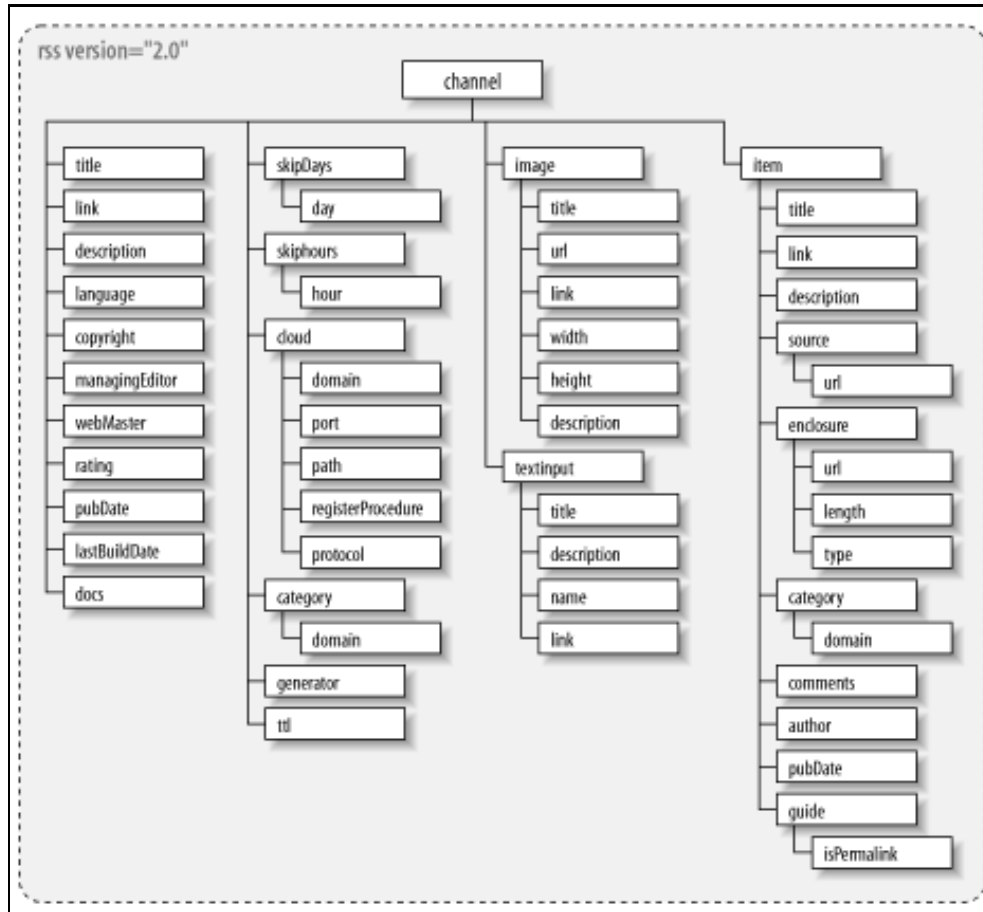 rss version="2.0"
channel
title
link
description
language
copyright
managingEditor
webMaster
rating
pubDate
lastBuildDate
docs
skipDays
day
skiphours
hour
cloud
domain
port
path
registerProcedure
protocol
category
domain
generator
ttl
image
title
url
link
width
height
description
textinput
title
description
name
link
item
title
link
description
source
url
enclosure
url
length
type
category
domain
comments
author
pubDate
guide
isPermalink